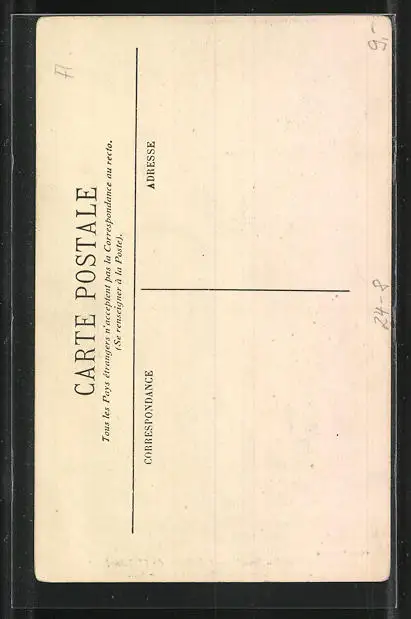 CARTE POSTALE
Tous les Pays étrangers n'acceptent pas la Correspondance au recto.
(Se renseigner à la Poste).
CORRESPONDANCE
ADRESSE
24-8
9,-